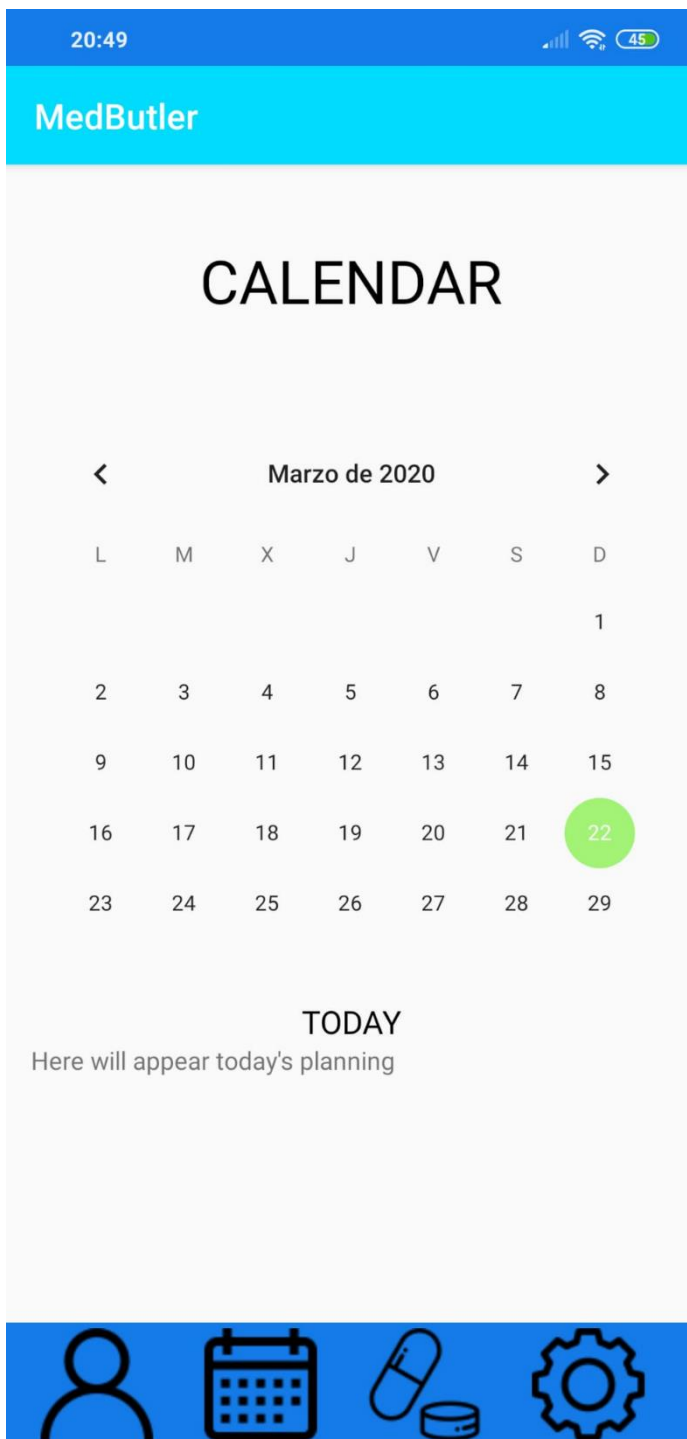 20:49 45
MedButler
CALENDAR
Marzo de 2020
L M X J V S D
1
2 3 4 5 6 7 8
9 10 11 12 13 14 15
16 17 18 19 20 21 22
23 24 25 26 27 28 29
TODAY
Here will appear today's planning